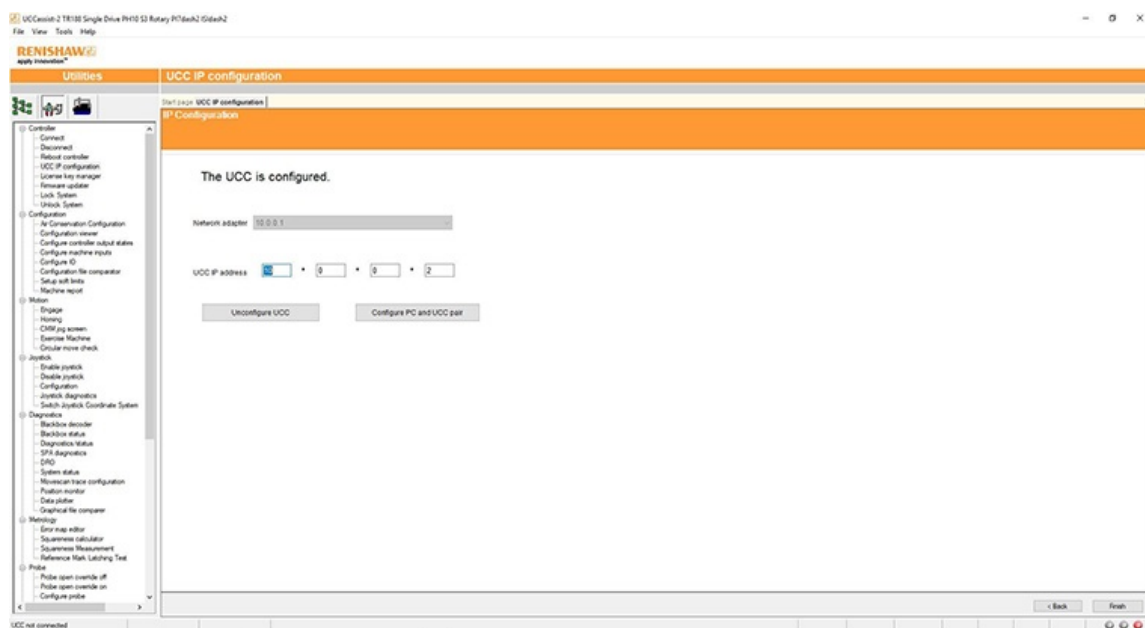 UCCassist-2 TR188 Single Drive PH10 S3 Rotary PI7dash2 ISIdash2
File View Tools Help
RENISHAW
apply innovation™
Utilities
UCC IP configuration
Start page UCC IP configuration
IP Configuration
Controller
Connect
Disconnect
Reboot controller
UCC IP configuration
License key manager
Firmware updater
Lock System
Unlock System
Configuration
Air Conservation Configuration
Configuration viewer
Configure controller output states
Configure machine inputs
Configure IO
Configuration file comparator
Setup soft limits
Machine report
Motion
Engage
Homing
CMM jog screen
Exercise Machine
Circular move check
Joystick
Enable joystick
Disable joystick
Configuration
Joystick diagnostics
Switch Joystick Coordinate System
Diagnostics
Blackbox decoder
Blackbox status
Diagnostics/status
SPA diagnostics
DRO
System status
Movescan trace configuration
Position monitor
Data plotter
Graphical file comparer
Metrology
Error map editor
Squareness calculator
Squareness Measurement
Reference Mark Latching Test
Probe
Probe open override off
Probe open override on
Configure probe
The UCC is configured.
Network adapter 10.0.0.1
UCC IP address 10 • 0 • 0 • 2
Unconfigure UCC Configure PC and UCC pair
< Back Finish
UCC not connected